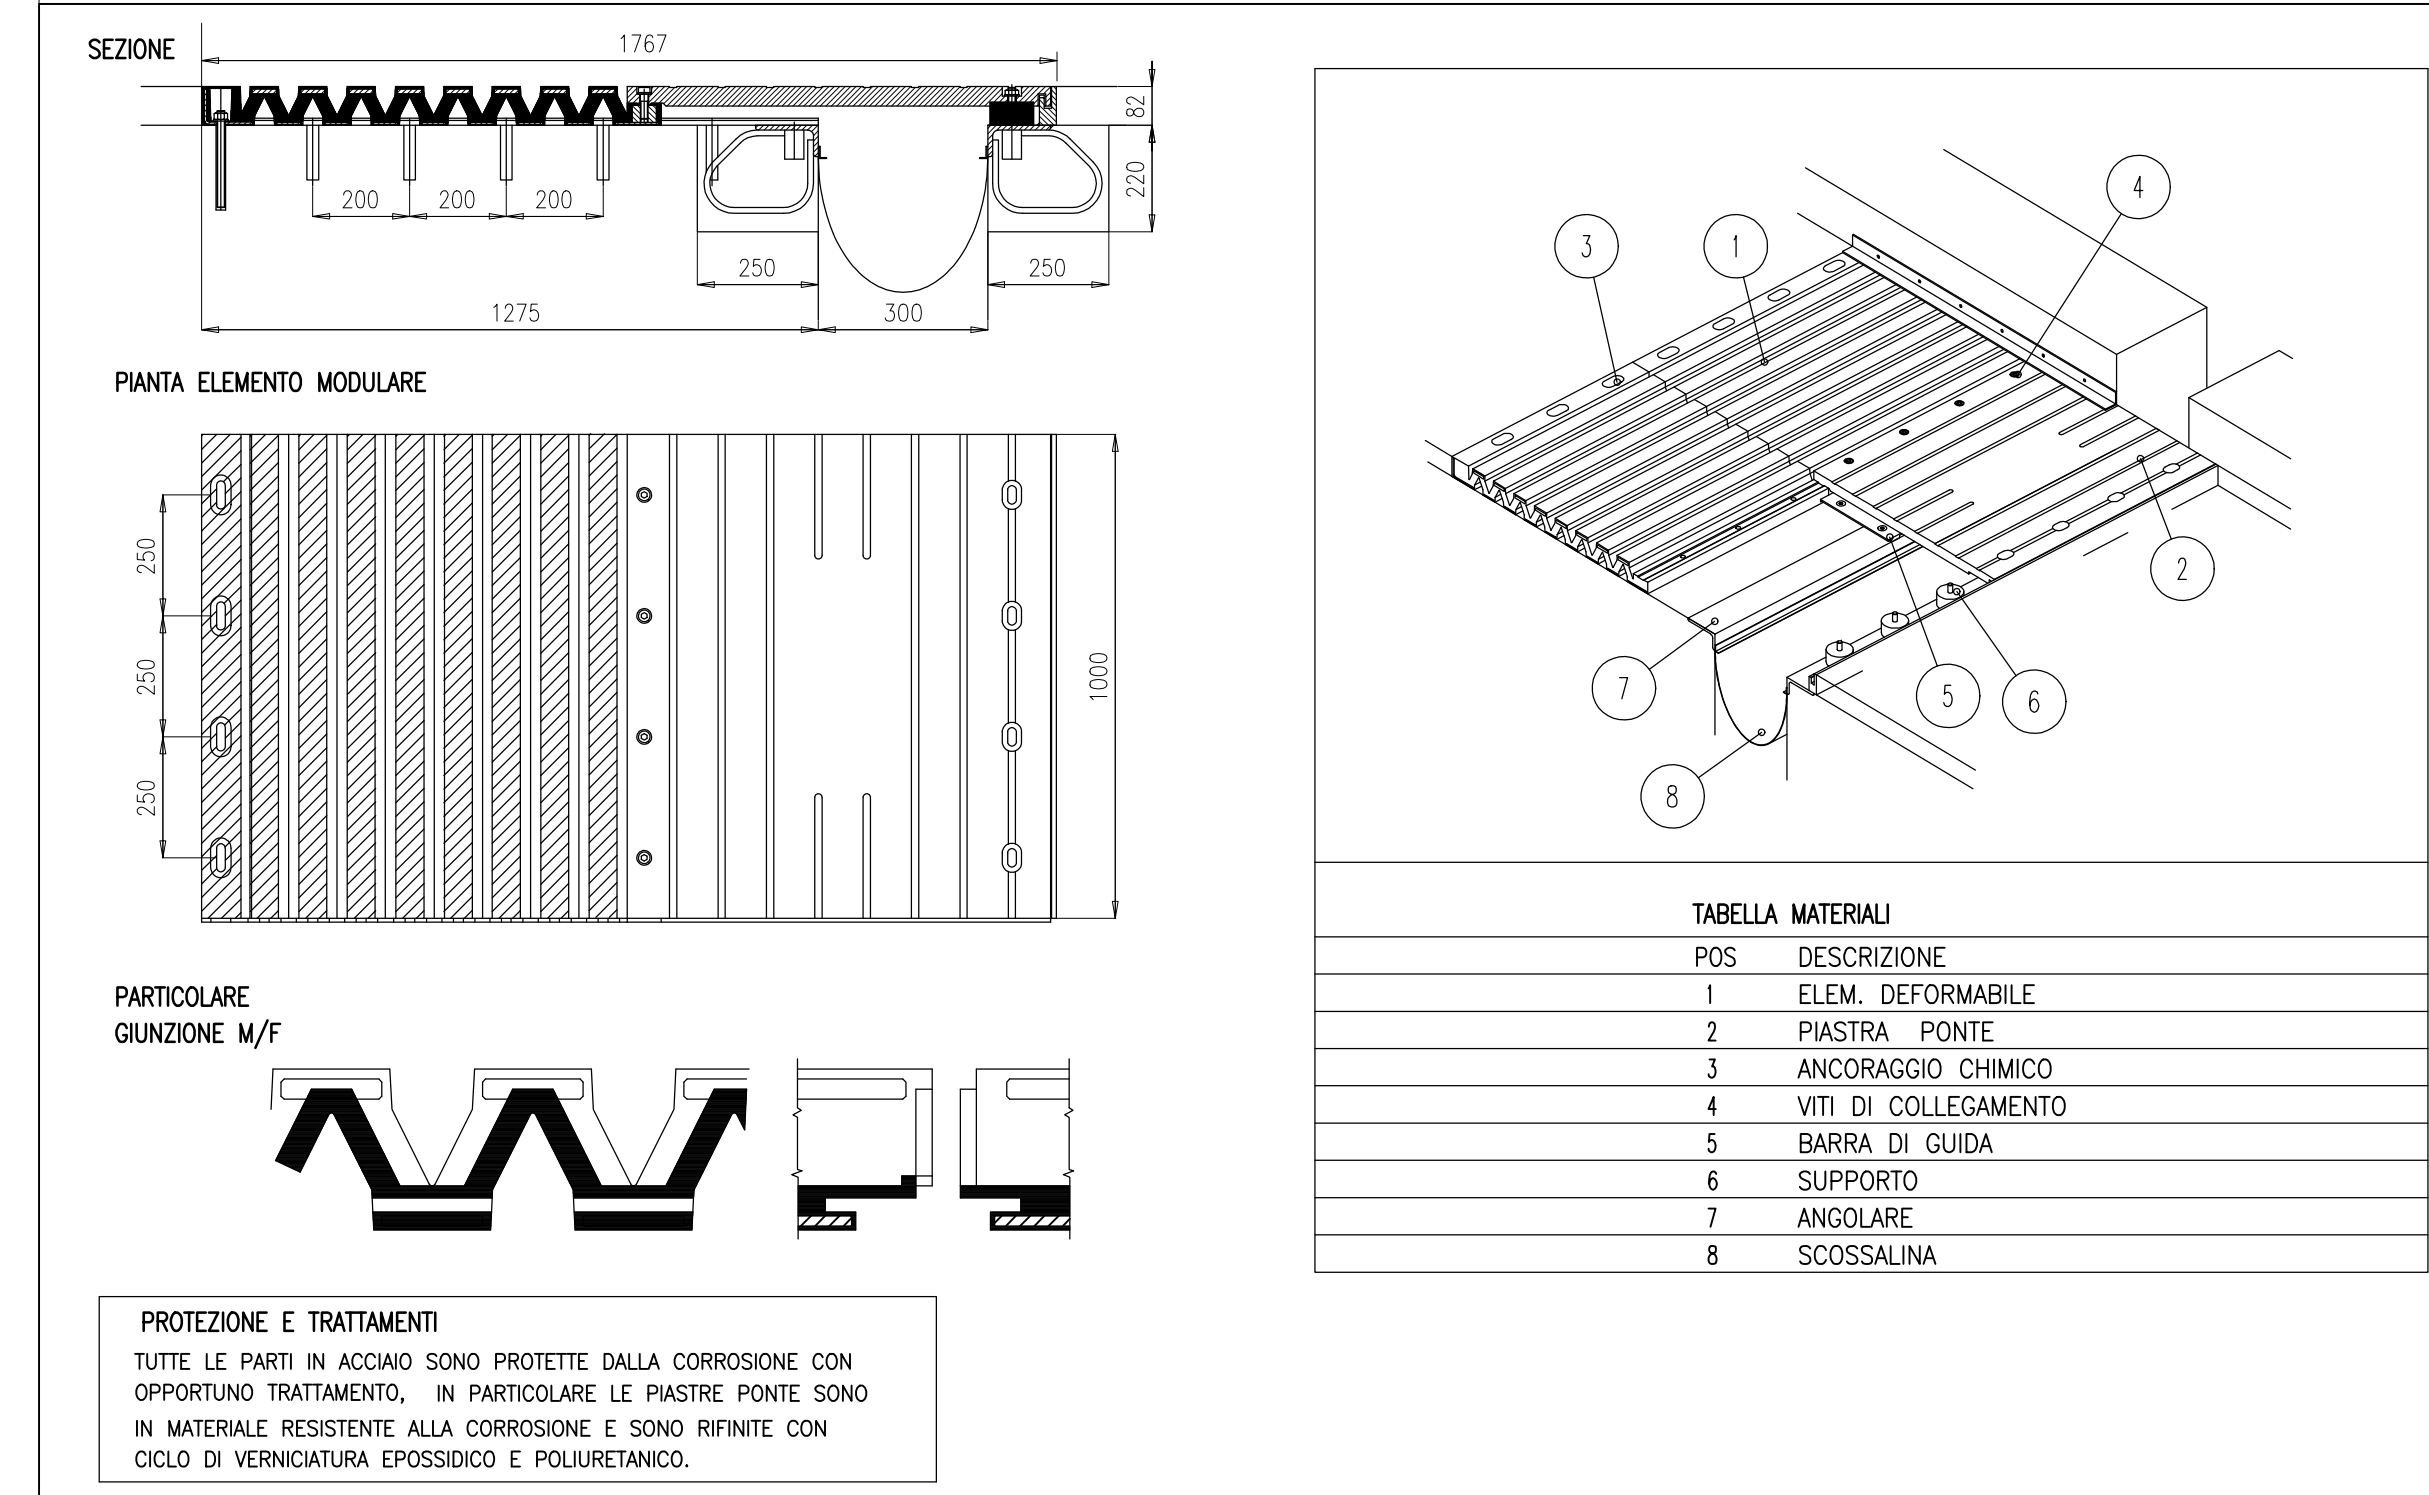 SEZIONE
1767
82
220
200 200 200
250 250
1275 300
PIANTA ELEMENTO MODULARE
250
250
250
1000
PARTICOLARE
GIUNZIONE M/F
PROTEZIONE E TRATTAMENTI
TUTTE LE PARTI IN ACCIAIO SONO PROTETTE DALLA CORROSIONE CON
OPPORTUNO TRATTAMENTO, IN PARTICOLARE LE PIASTRE PONTE SONO
IN MATERIALE RESISTENTE ALLA CORROSIONE E SONO RIFINITE CON
CICLO DI VERNICIATURA EPOSSIDICO E POLIURETANICO.
4
3
1
2
7
5
6
8
TABELLA MATERIALI
POS DESCRIZIONE
1 ELEM. DEFORMABILE
2 PIASTRA PONTE
3 ANCORAGGIO CHIMICO
4 VITI DI COLLEGAMENTO
5 BARRA DI GUIDA
6 SUPPORTO
7 ANGOLARE
8 SCOSSALINA